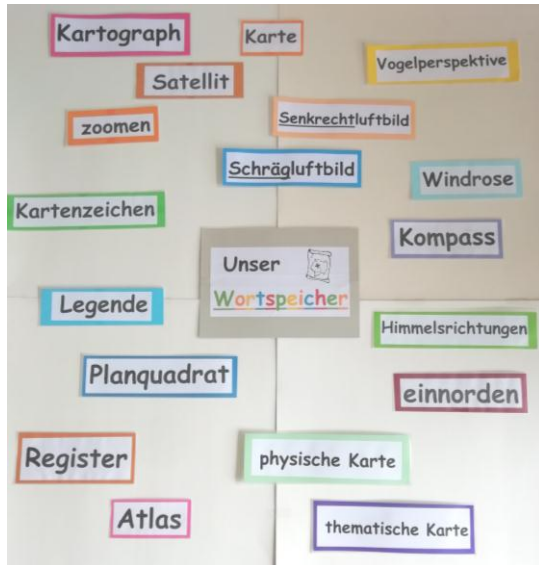 Kartograph
Karte
Vogelperspektive
Satellit
Senkrechtluftbild
zoomen
Schrägluftbild
Windrose
Kartenzeichen
Kompass
Unser
Wortspeicher
Legende
Himmelsrichtungen
Planquadrat
einnorden
Register
physische Karte
Atlas
thematische Karte